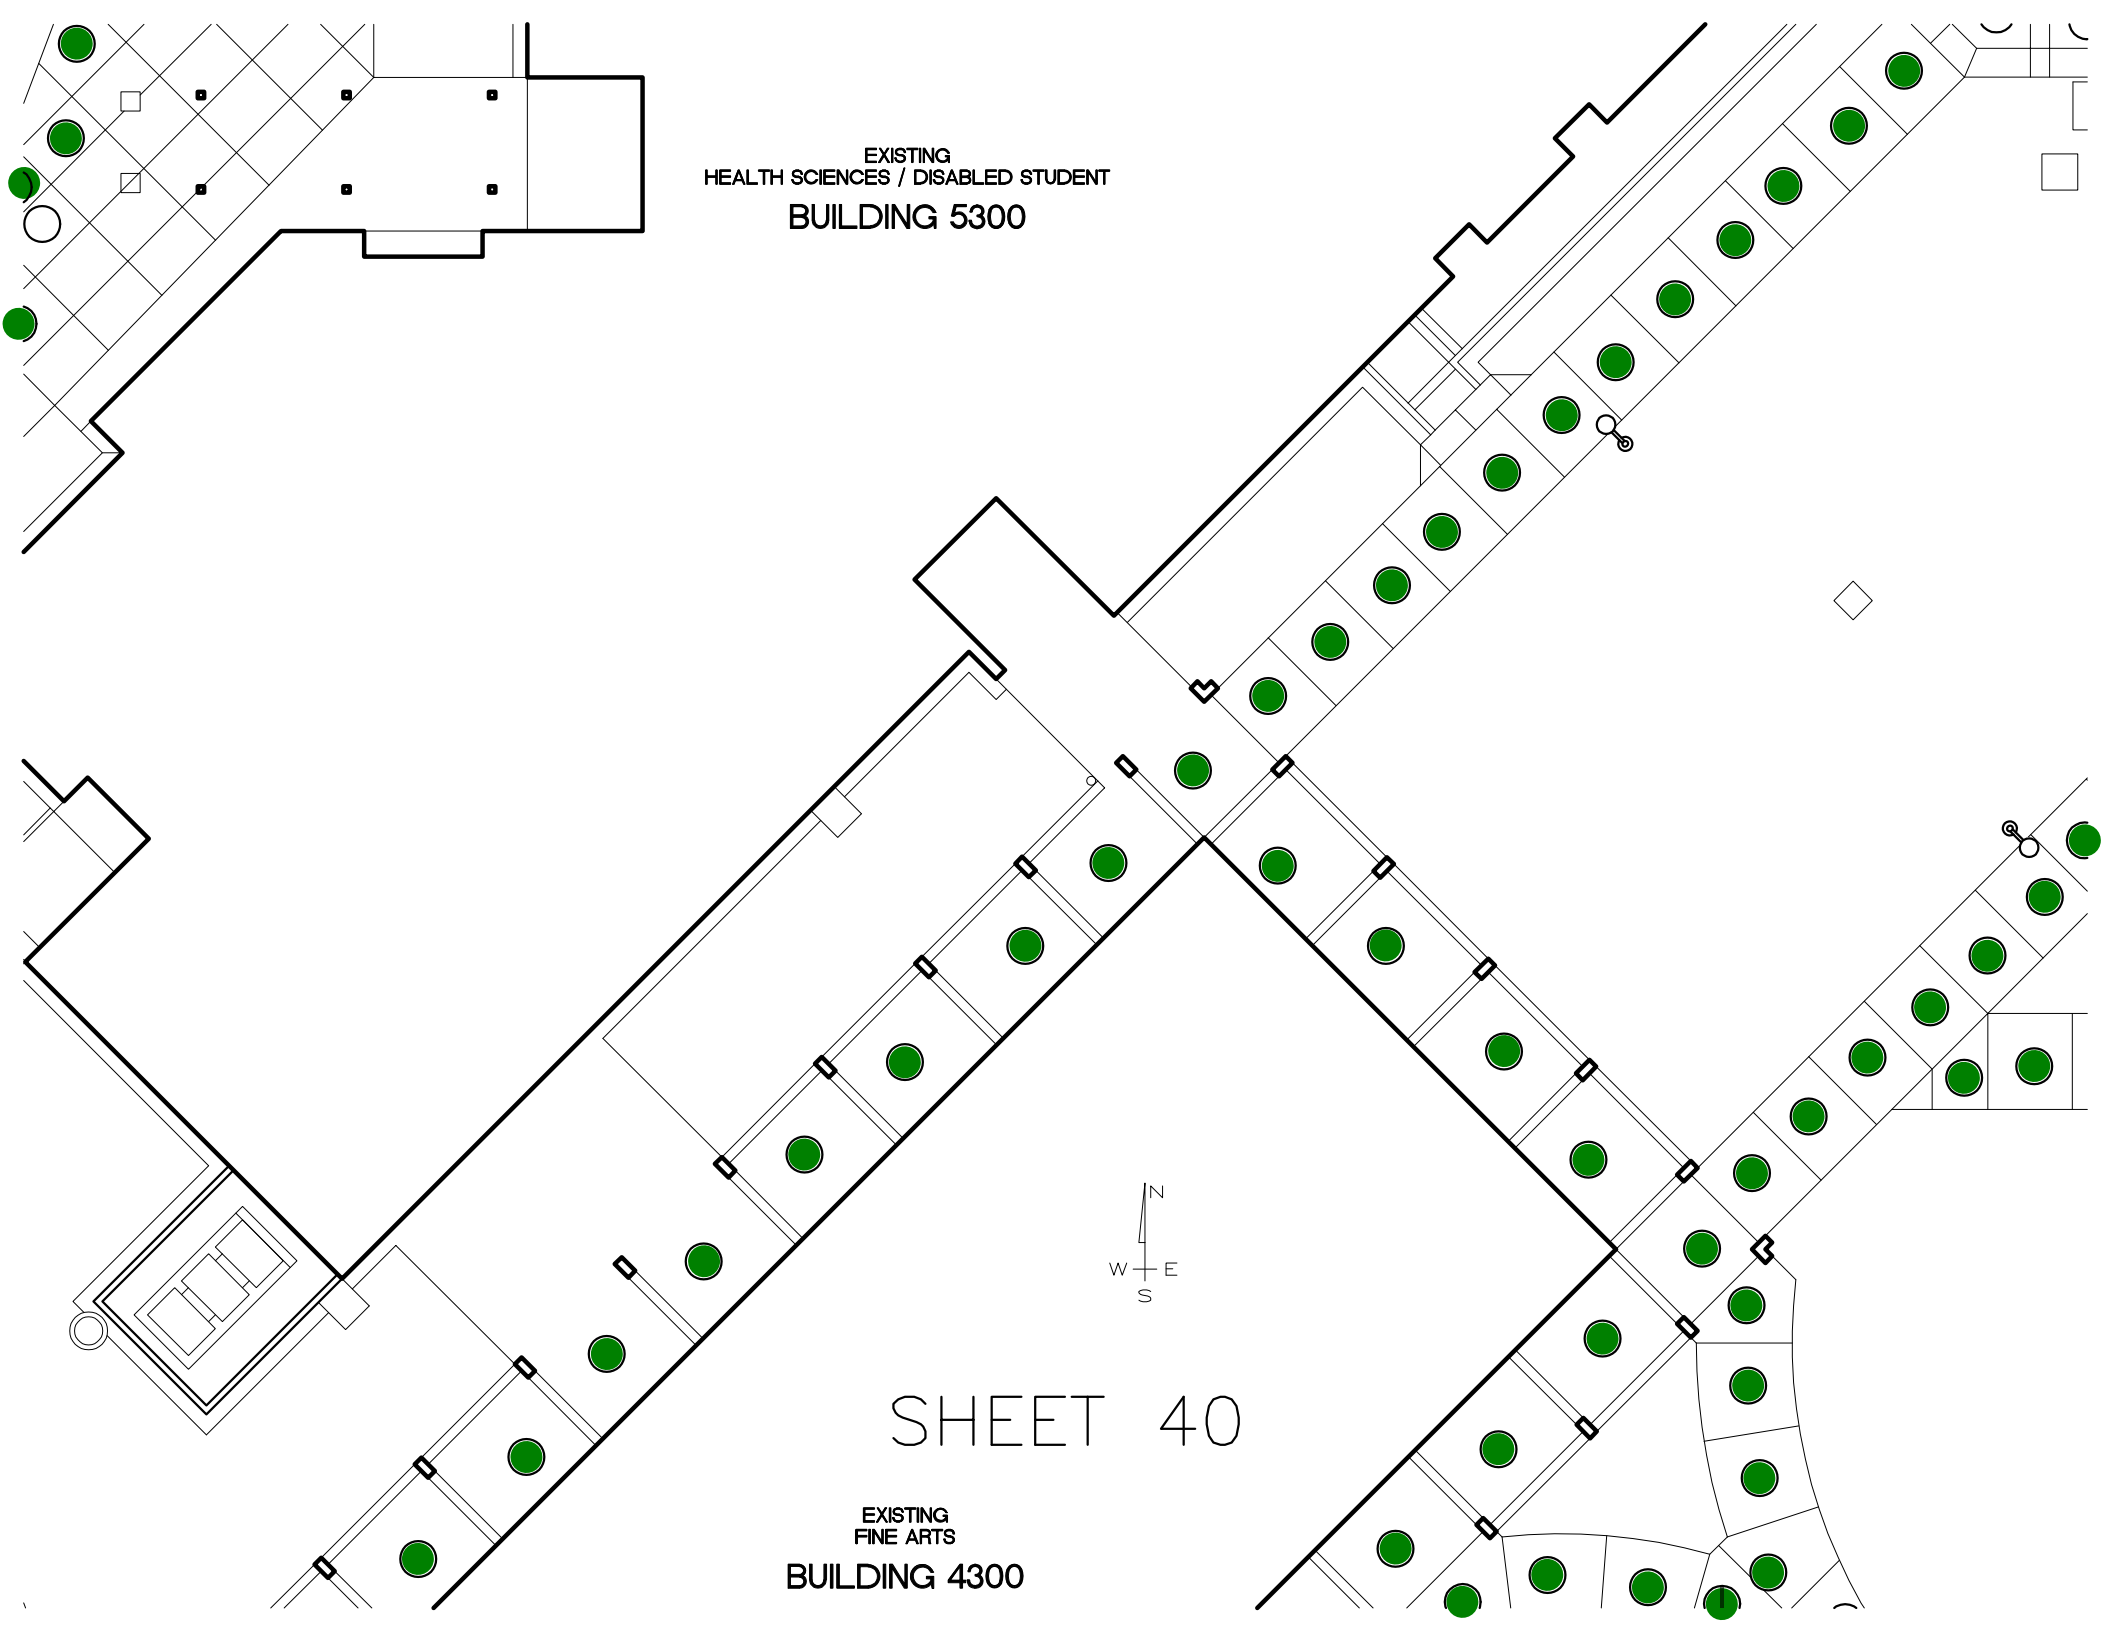 EXISTING
HEALTH SCIENCES / DISABLED STUDENT
BUILDING 5300
N
W E
S
SHEET 40
EXISTING
FINE ARTS
BUILDING 4300